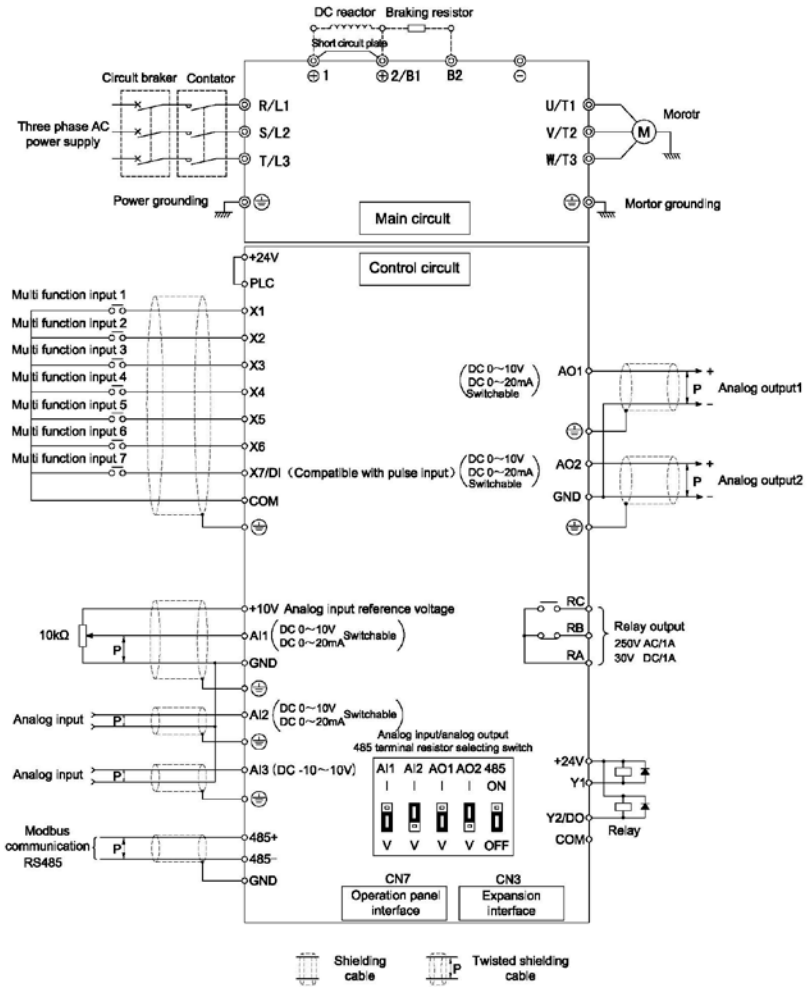 DC reactor Braking resistor
Short circuit plate
⊕ 1 ⊕ 2/B1 B2 ⊖
Circuit braker Contator
Three phase AC
power supply
R/L1
S/L2
T/L3
U/T1
V/T2
W/T3
M
Morotr
Power grounding
Main circuit
Mortor grounding
+24V
PLC
Control circuit
Multi function input 1
X1
Multi function input 2
X2
Multi function input 3
X3
Multi function input 4
X4
Multi function input 5
X5
Multi function input 6
X6
Multi function input 7
X7/DI (Compatible with pulse input)
COM
(DC 0~10V
DC 0~20mA
Switchable)
AO1
+
P
−
Analog output1
(DC 0~10V
DC 0~20mA
Switchable)
AO2
GND
+
P
−
Analog output2
10kΩ
P
+10V Analog input reference voltage
AI1 (DC 0~10V
DC 0~20mA Switchable)
GND
RC
RB
RA
Relay output
250V AC/1A
30V DC/1A
Analog input
P
AI2 (DC 0~10V
DC 0~20mA Switchable)
Analog input
P
AI3 (DC -10~10V)
Analog input/analog output
485 terminal resistor selecting switch
AI1 AI2 AO1 AO2 485
I I I I ON
V V V V OFF
+24V
Y1
Y2/DO
COM
Relay
Modbus
communication
RS485
P
485+
485−
GND
CN7
Operation panel
interface
CN3
Expansion
interface
Shielding
cable
P
Twisted shielding
cable